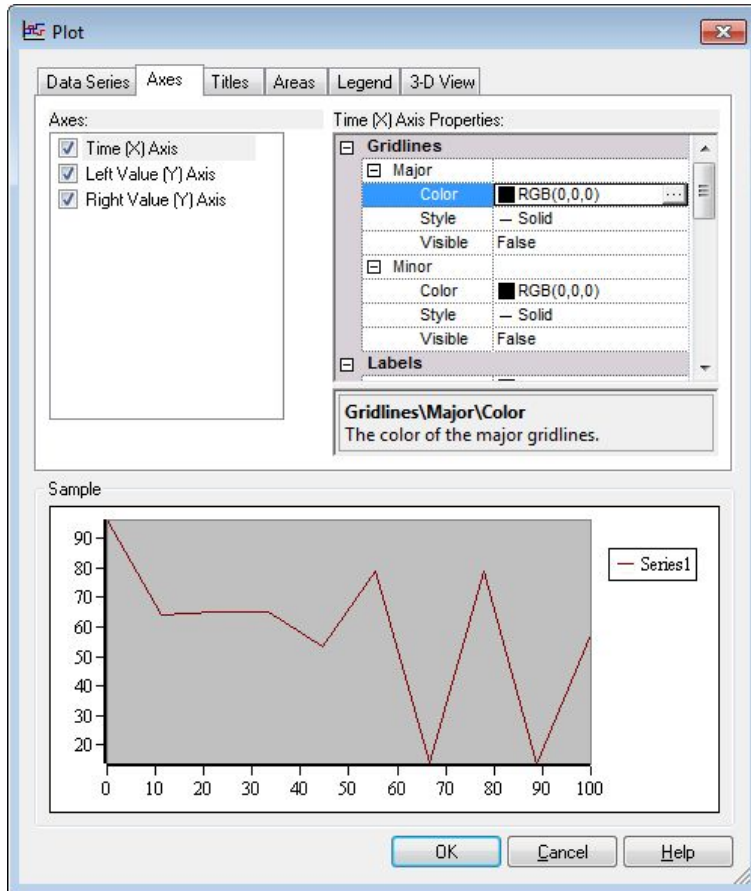 Plot
Data Series Axes Titles Areas Legend 3-D View
Axes:
Time (X) Axis
Left Value (Y) Axis
Right Value (Y) Axis
Time (X) Axis Properties:
Gridlines
Major
Color RGB(0,0,0) ...
Style Solid
Visible False
Minor
Color RGB(0,0,0)
Style Solid
Visible False
Labels
Gridlines\Major\Color
The color of the major gridlines.
Sample
90
80
70
60
50
40
30
20
0 10 20 30 40 50 60 70 80 90 100
Series1
OK Cancel Help